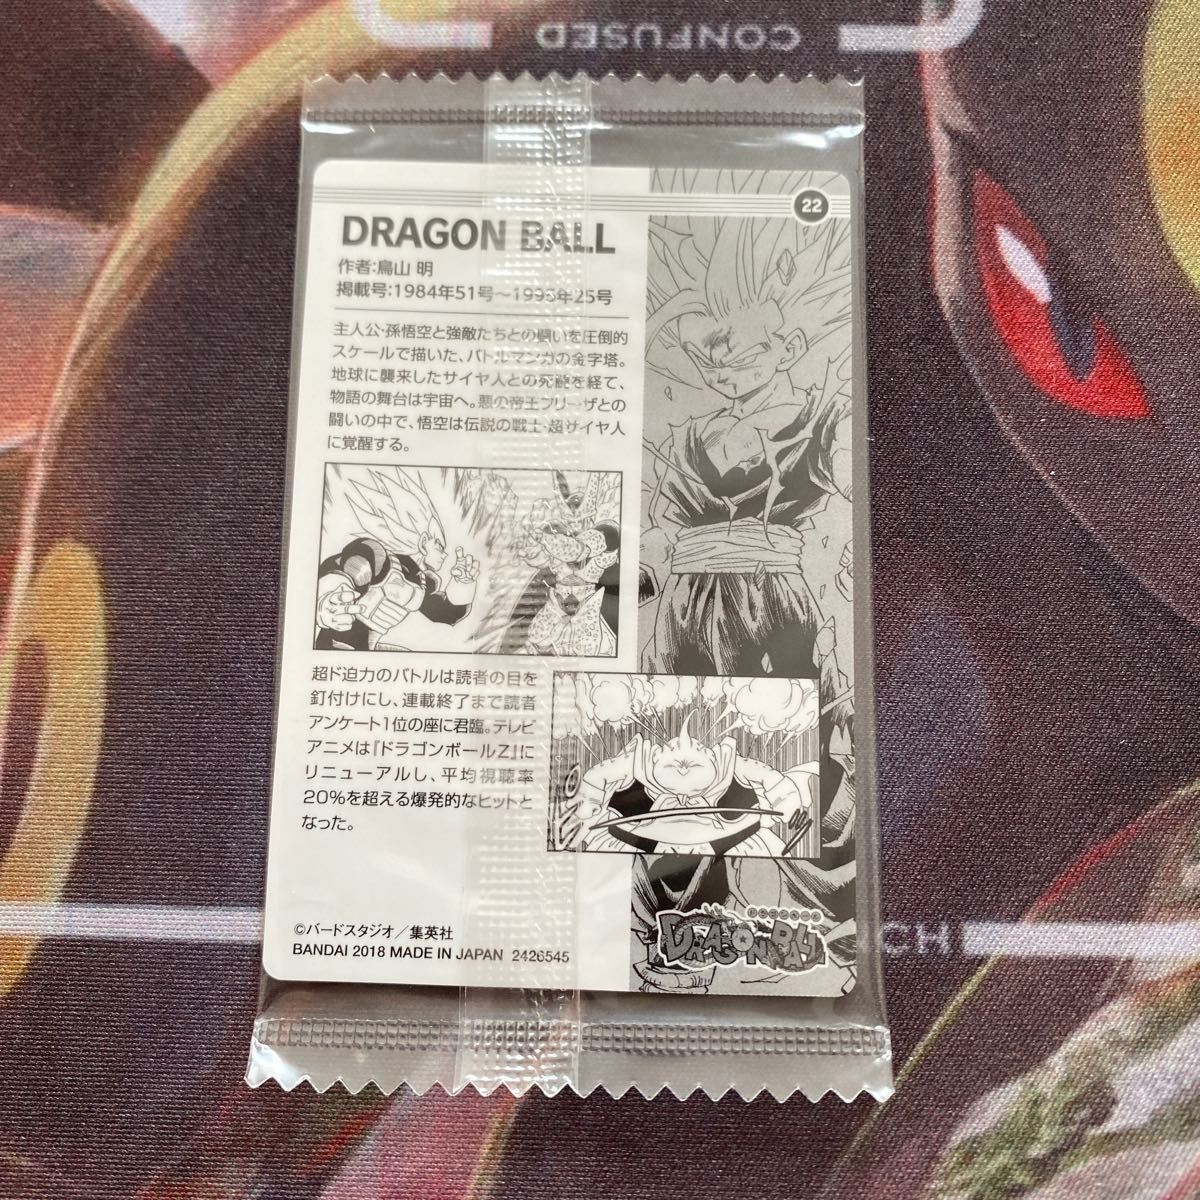 CONFUSED
22
DRAGON BALL
作者:鳥山 明
掲載号:1984年51号〜1995年25号
主人公・孫悟空と強敵たちとの闘いを圧倒的
スケールで描いた、バトルマンガの金字塔。
地球に襲来したサイヤ人との死闘を経て、
物語の舞台は宇宙へ。悪の帝王フリーザとの
闘いの中で、悟空は伝説の戦士・超サイヤ人
に覚醒する。
超ド迫力のバトルは読者の目を
釘付けにし、連載終了まで読者
アンケート1位の座に君臨。テレビ
アニメは『ドラゴンボールZ』に
リニューアルし、平均視聴率
20%を超える爆発的なヒットと
なった。
ドラゴンボール
DRAGON BALL
©バードスタジオ／集英社
BANDAI 2018 MADE IN JAPAN 2426545
CH